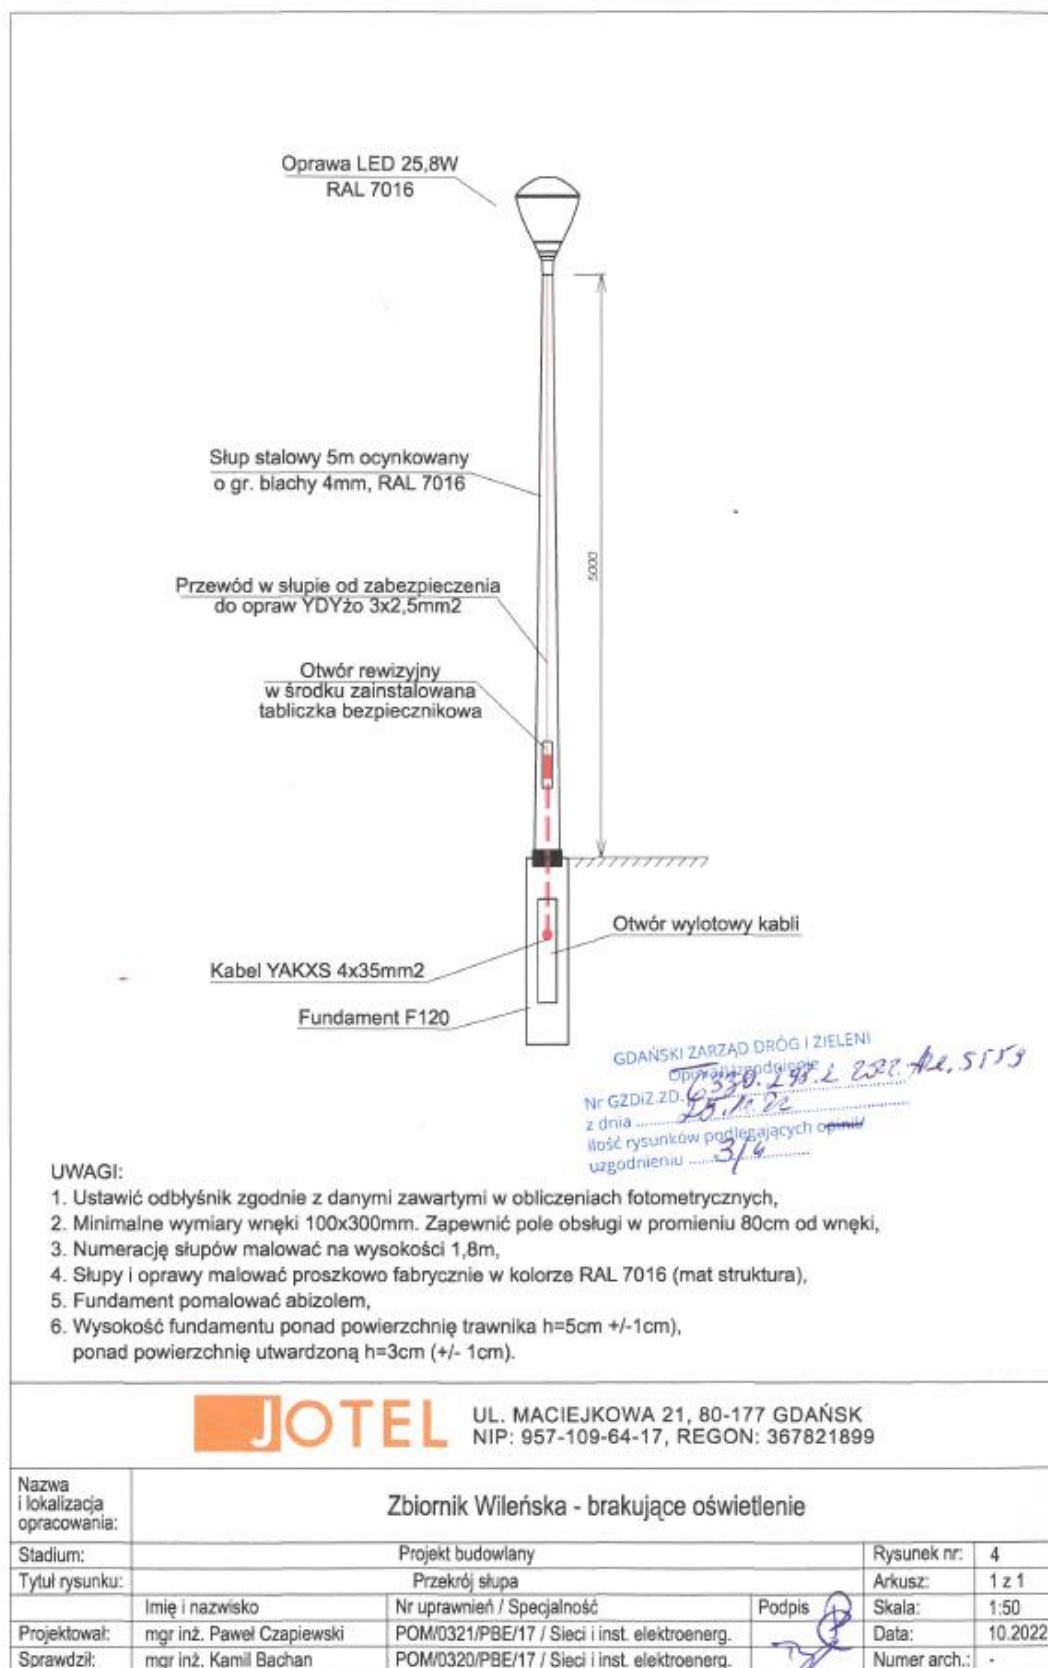 Oprawa LED 25,8W
RAL 7016
Słup stalowy 5m ocynkowany
o gr. blachy 4mm, RAL 7016
5000
Przewód w słupie od zabezpieczenia
do opraw YDYżo 3x2,5mm2
Otwór rewizyjny
w środku zainstalowana
tabliczka bezpiecznikowa
Otwór wylotowy kabli
Kabel YAKXS 4x35mm2
Fundament F120
GDAŃSKI ZARZĄD DRÓG I ZIELENI
Nr GZDiZ.ZD.
z dnia
Ilość rysunków podlegających opinii/
uzgodnieniu 3/4
UWAGI:
1. Ustawić odbłyśnik zgodnie z danymi zawartymi w obliczeniach fotometrycznych,
2. Minimalne wymiary wnęki 100x300mm. Zapewnić pole obsługi w promieniu 80cm od wnęki,
3. Numerację słupów malować na wysokości 1,8m,
4. Słupy i oprawy malować proszkowo fabrycznie w kolorze RAL 7016 (mat struktura),
5. Fundament pomalować abizolem,
6. Wysokość fundamentu ponad powierzchnię trawnika h=5cm +/-1cm),
ponad powierzchnię utwardzoną h=3cm (+/- 1cm).
JOTEL
UL. MACIEJKOWA 21, 80-177 GDAŃSK
NIP: 957-109-64-17, REGON: 367821899
Nazwa
i lokalizacja
opracowania:
Zbiornik Wileńska - brakujące oświetlenie
Stadium: Projekt budowlany Rysunek nr: 4
Tytuł rysunku: Przekrój słupa Arkusz: 1 z 1
Imię i nazwisko Nr uprawnień / Specjalność Podpis Skala: 1:50
Projektował: mgr inż. Paweł Czapiewski POM/0321/PBE/17 / Sieci i inst. elektroenerg. Data: 10.2022
Sprawdził: mgr inż. Kamil Bachan POM/0320/PBE/17 / Sieci i inst. elektroenerg. Numer arch.: -